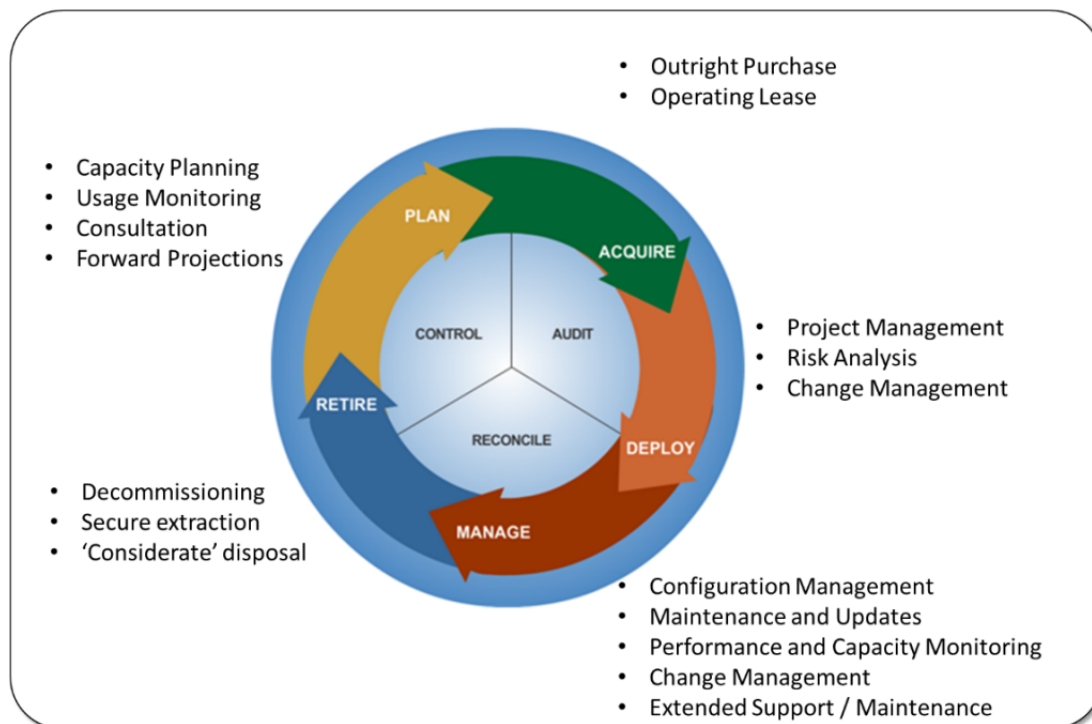 • Outright Purchase
• Operating Lease
• Capacity Planning
• Usage Monitoring
• Consultation
• Forward Projections
PLAN
ACQUIRE
CONTROL
AUDIT
• Project Management
• Risk Analysis
• Change Management
RETIRE
RECONCILE
DEPLOY
• Decommissioning
• Secure extraction
• ‘Considerate’ disposal
MANAGE
• Configuration Management
• Maintenance and Updates
• Performance and Capacity Monitoring
• Change Management
• Extended Support / Maintenance